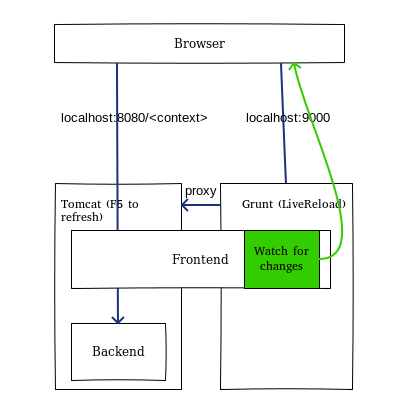 Browser
localhost:8080/<context>
localhost:9000
proxy
Tomcat (F5 to
refresh)
Grunt (LiveReload)
Frontend
Watch for
changes
Backend